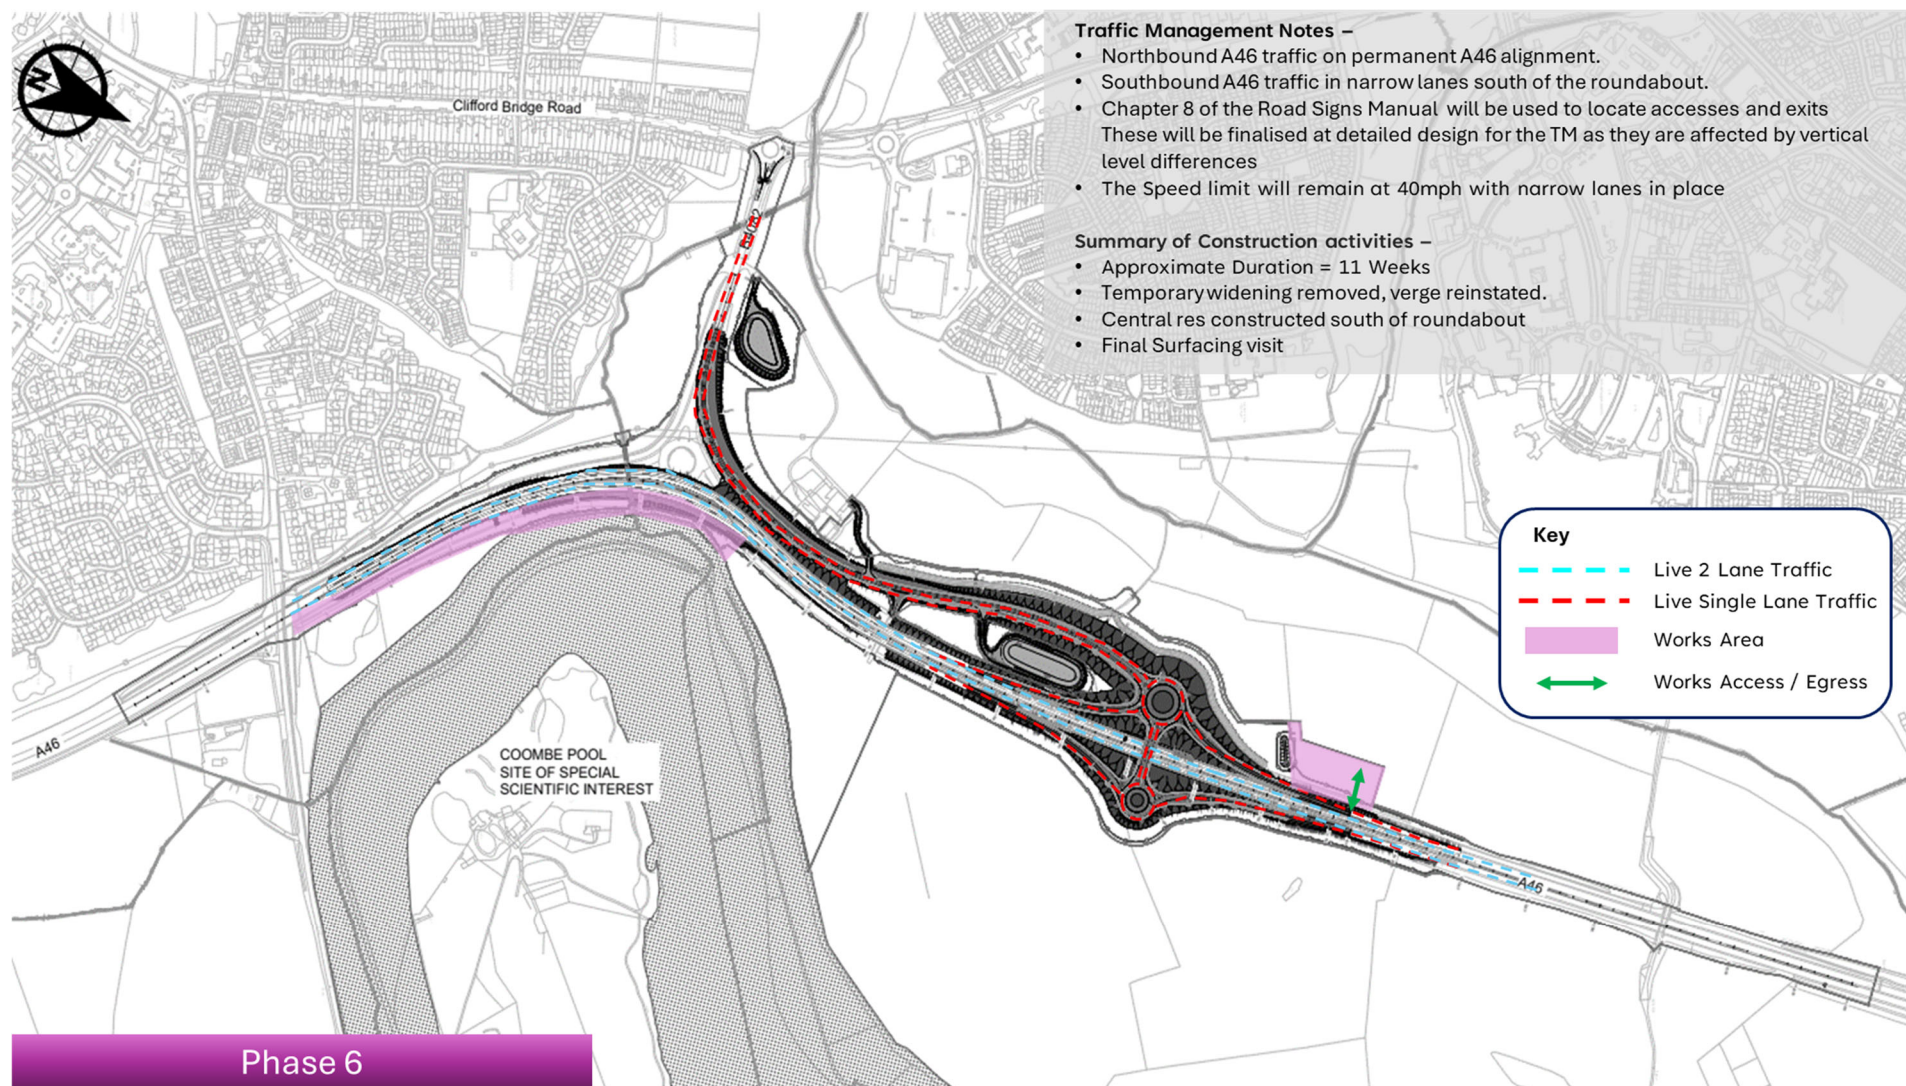 N
Clifford Bridge Road
Traffic Management Notes –
• Northbound A46 traffic on permanent A46 alignment.
• Southbound A46 traffic in narrow lanes south of the roundabout.
• Chapter 8 of the Road Signs Manual will be used to locate accesses and exits
These will be finalised at detailed design for the TM as they are affected by vertical
level differences
• The Speed limit will remain at 40mph with narrow lanes in place
Summary of Construction activities –
• Approximate Duration = 11 Weeks
• Temporary widening removed, verge reinstated.
• Central res constructed south of roundabout
• Final Surfacing visit
Key
Live 2 Lane Traffic
Live Single Lane Traffic
Works Area
Works Access / Egress
A46
COOMBE POOL
SITE OF SPECIAL
SCIENTIFIC INTEREST
A46
Phase 6